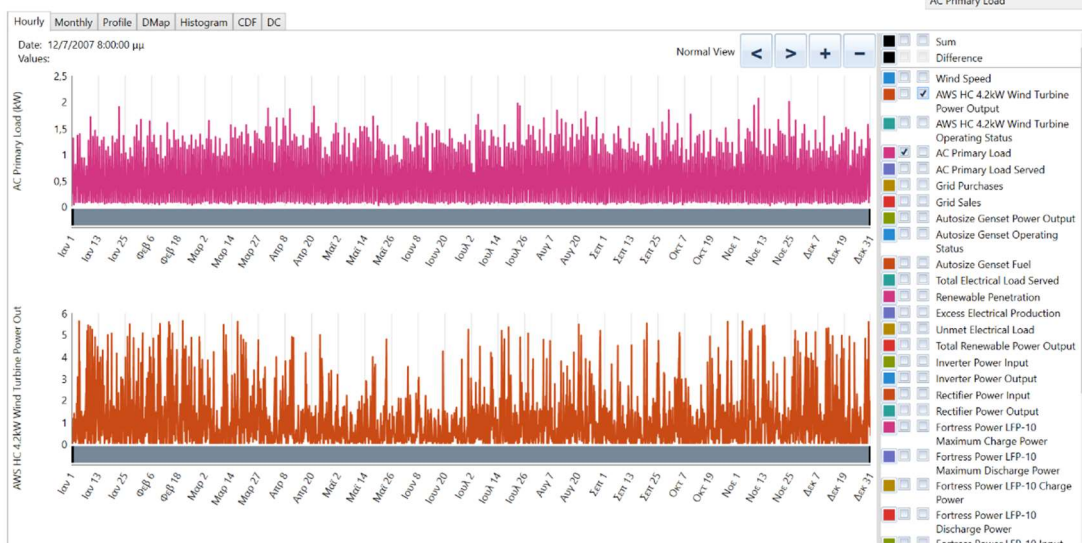 AC Primary Load
Hourly Monthly Profile DMap Histogram CDF DC
Date: 12/7/2007 8:00:00 μμ
Values:
Normal View < > + −
AC Primary Load (kW)
2.5
2
1,5
1
0,5
0
Ιαν 1 Ιαν 13 Ιαν 25 Φεβ 6 Φεβ 18 Μαρ 2 Μαρ 14 Μαρ 27 Απρ 8 Απρ 20 Μαϊ 2 Μαϊ 14 Μαϊ 26 Ιουν 8 Ιουν 20 Ιουλ 2 Ιουλ 14 Ιουλ 26 Αυγ 7 Αυγ 20 Σεπ 1 Σεπ 13 Σεπ 25 Οκτ 7 Οκτ 19 Νοε 1 Νοε 13 Νοε 25 Δεκ 7 Δεκ 19 Δεκ 31
AWS HC 4.2kW Wind Turbine Power Out
6
5
4
3
2
1
0
Ιαν 1 Ιαν 13 Ιαν 25 Φεβ 6 Φεβ 18 Μαρ 2 Μαρ 14 Μαρ 27 Απρ 8 Απρ 20 Μαϊ 2 Μαϊ 14 Μαϊ 26 Ιουν 8 Ιουν 20 Ιουλ 2 Ιουλ 14 Ιουλ 26 Αυγ 7 Αυγ 20 Σεπ 1 Σεπ 13 Σεπ 25 Οκτ 7 Οκτ 19 Νοε 1 Νοε 13 Νοε 25 Δεκ 7 Δεκ 19 Δεκ 31
Sum
Difference
Wind Speed
AWS HC 4.2kW Wind Turbine
Power Output
AWS HC 4.2kW Wind Turbine
Operating Status
AC Primary Load
AC Primary Load Served
Grid Purchases
Grid Sales
Autosize Genset Power Output
Autosize Genset Operating
Status
Autosize Genset Fuel
Total Electrical Load Served
Renewable Penetration
Excess Electrical Production
Unmet Electrical Load
Total Renewable Power Output
Inverter Power Input
Inverter Power Output
Rectifier Power Input
Rectifier Power Output
Fortress Power LFP-10
Maximum Charge Power
Fortress Power LFP-10
Maximum Discharge Power
Fortress Power LFP-10 Charge
Power
Fortress Power LFP-10
Discharge Power
Fortress Power LFP-10 Input